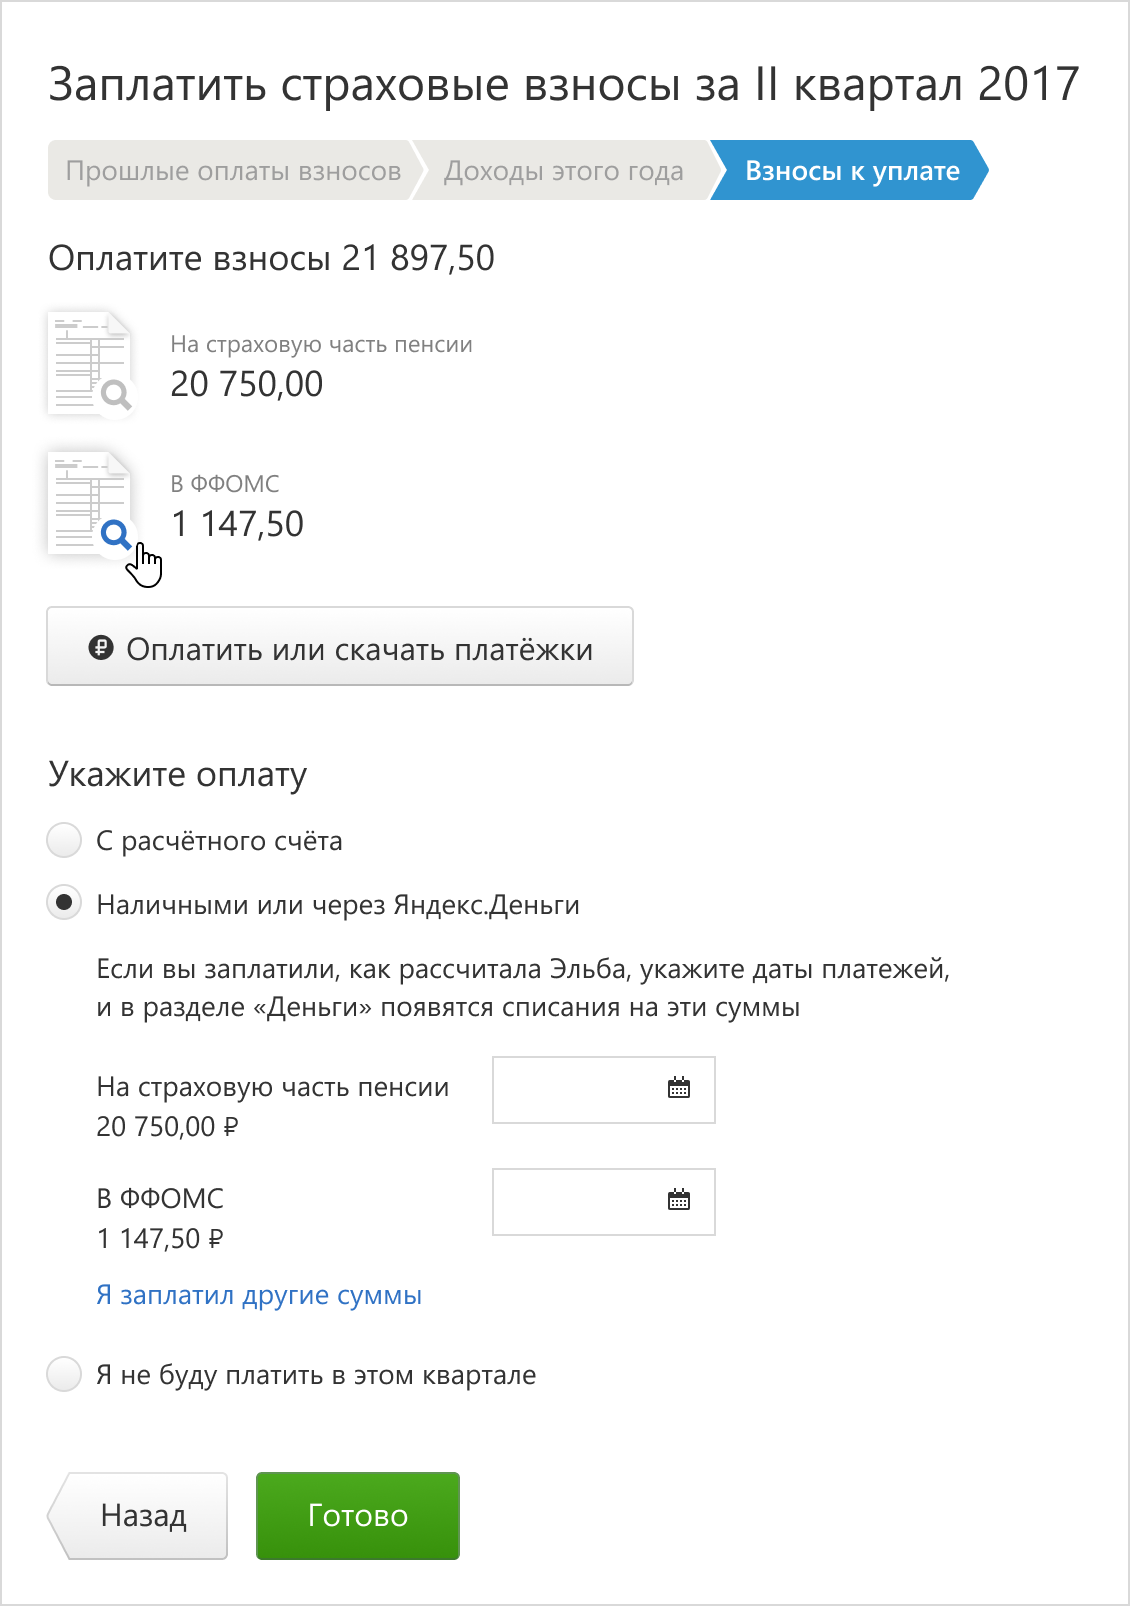 Заплатить страховые взносы за II квартал 2017
Прошлые оплаты взносов
Доходы этого года
Взносы к уплате
Оплатите взносы 21 897,50
На страховую часть пенсии
20 750,00
В ФФОМС
1 147,50
Оплатить или скачать платёжки
Укажите оплату
С расчётного счёта
Наличными или через Яндекс.Деньги
Если вы заплатили, как рассчитала Эльба, укажите даты платежей,
и в разделе «Деньги» появятся списания на эти суммы
На страховую часть пенсии
20 750,00 ₽
В ФФОМС
1 147,50 ₽
Я заплатил другие суммы
Я не буду платить в этом квартале
Назад
Готово